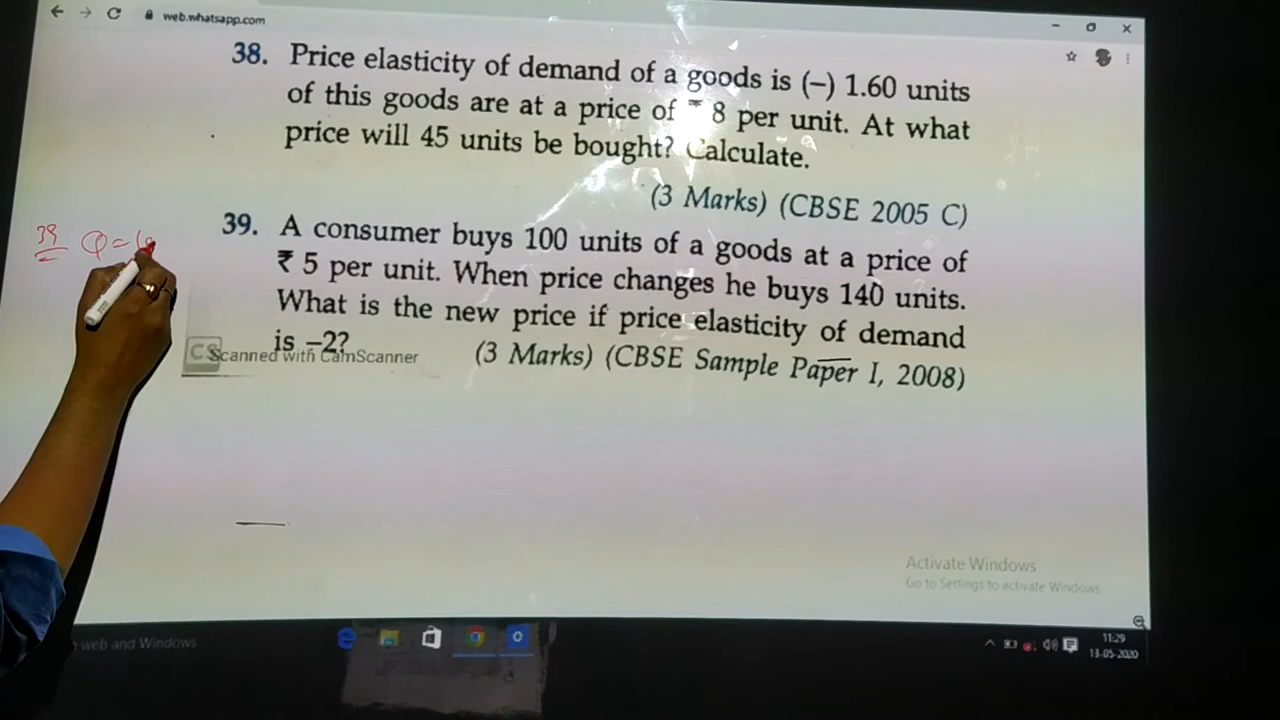 web.whatsapp.com
38. Price elasticity of demand of a goods is (–) 1.60 units
of this goods are at a price of ₹ 8 per unit. At what
price will 45 units be bought? Calculate.
(3 Marks) (CBSE 2005 C)
39. A consumer buys 100 units of a goods at a price of
₹ 5 per unit. When price changes he buys 140 units.
What is the new price if price elasticity of demand
is –2?
(3 Marks) (CBSE Sample Paper I, 2008)
CS Scanned with CamScanner
39 Q =
Activate Windows
Go to Settings to activate Windows.
web and Windows
11:29
13-05-2020